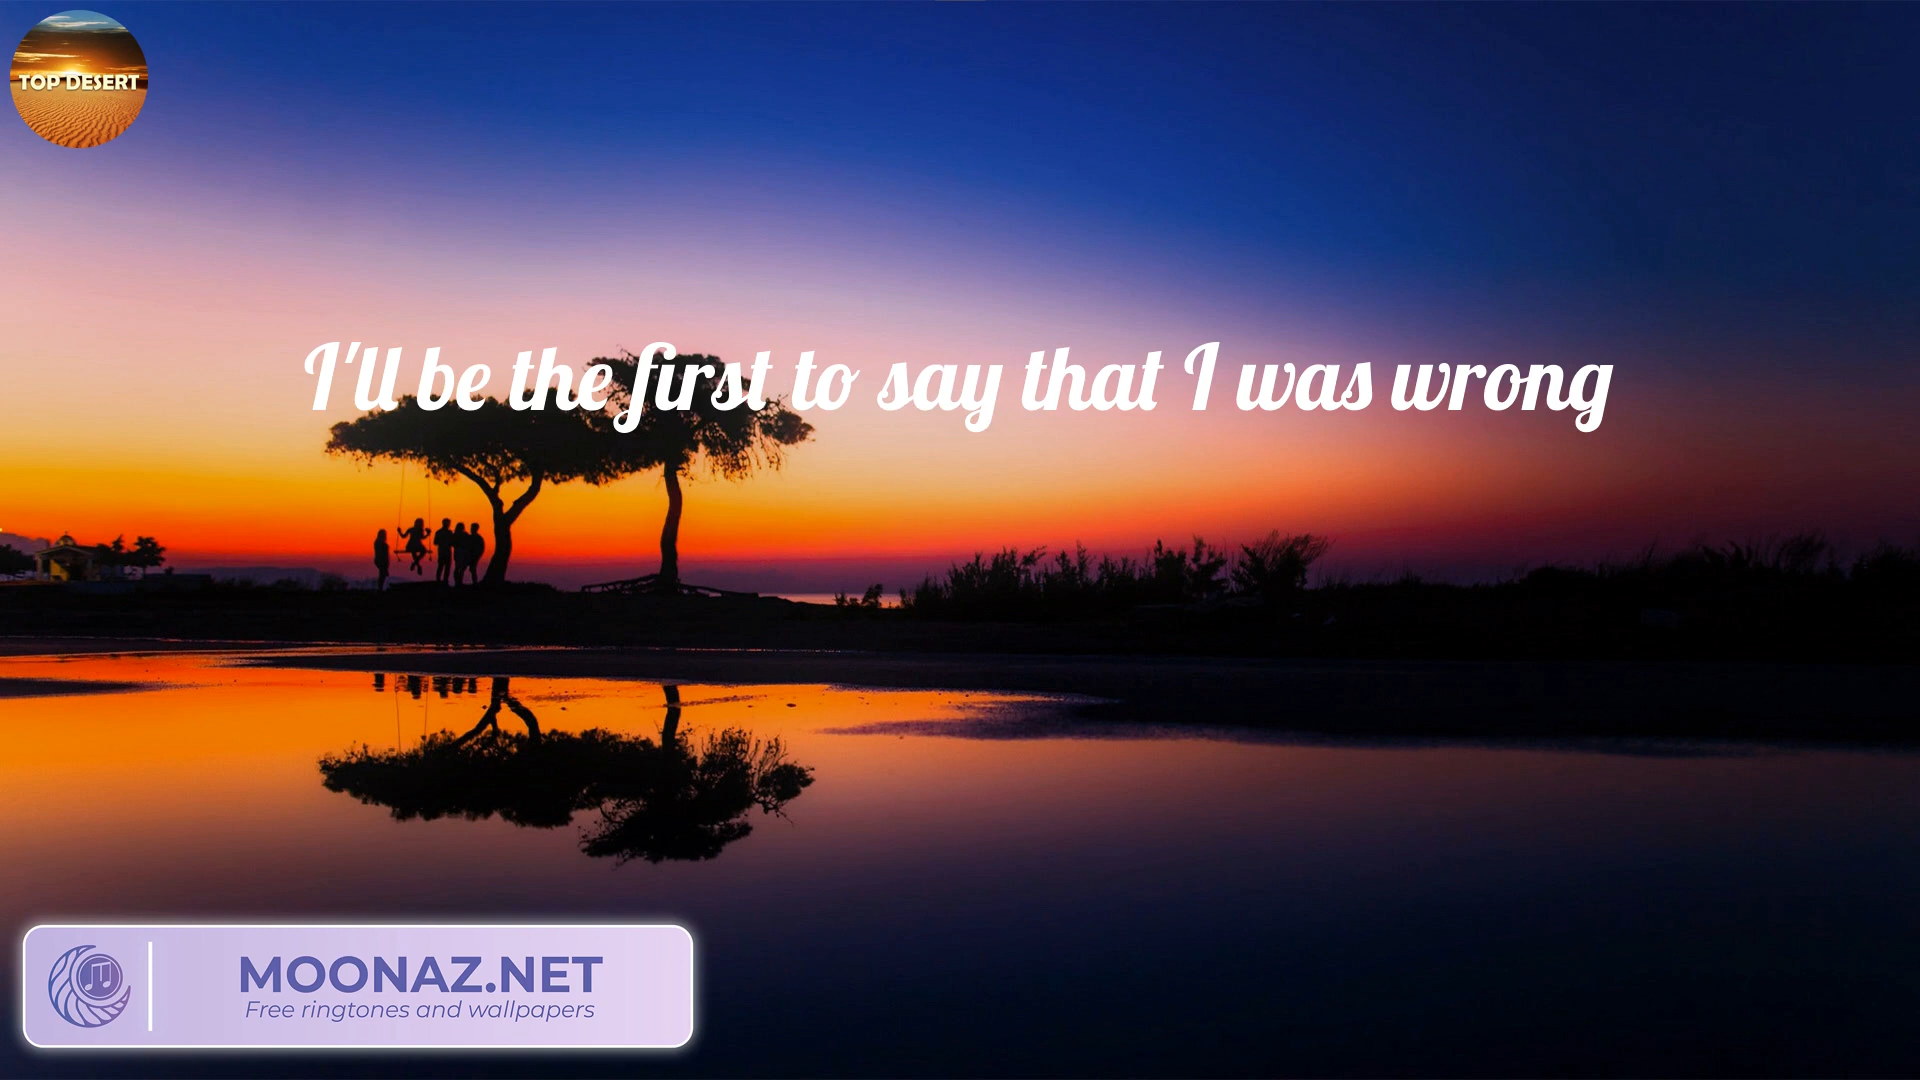 TOP DESERT
I'll be the first to say that I was wrong
MOONAZ.NET
Free ringtones and wallpapers